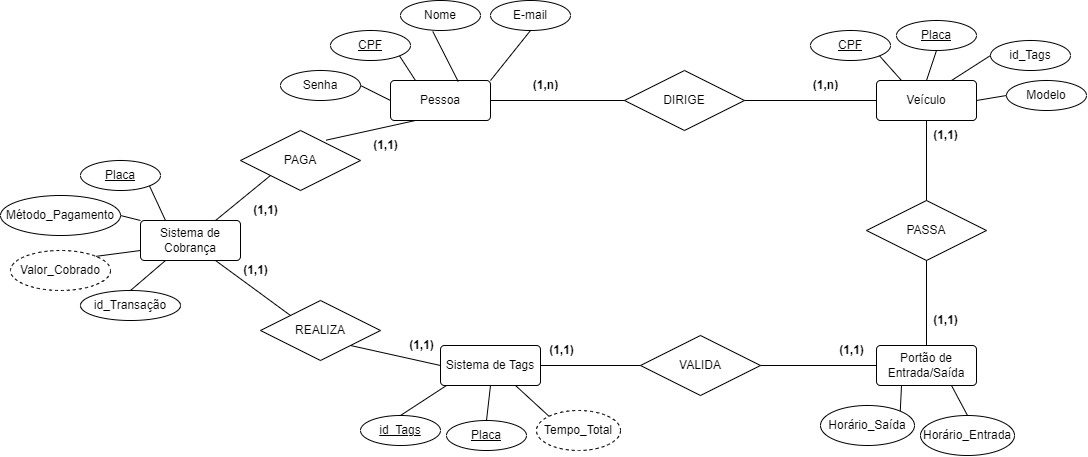 Nome
E-mail
CPF
Senha
Pessoa
(1,n)
DIRIGE
(1,n)
CPF
Placa
id_Tags
Modelo
Veículo
(1,1)
PAGA
(1,1)
(1,1)
Placa
Método_Pagamento
Sistema de
Cobrança
Valor_Cobrado
id_Transação
(1,1)
PASSA
REALIZA
(1,1)
(1,1)
Sistema de Tags
(1,1)
VALIDA
(1,1)
Portão de
Entrada/Saída
id_Tags
Placa
Tempo_Total
Horário_Saída
Horário_Entrada